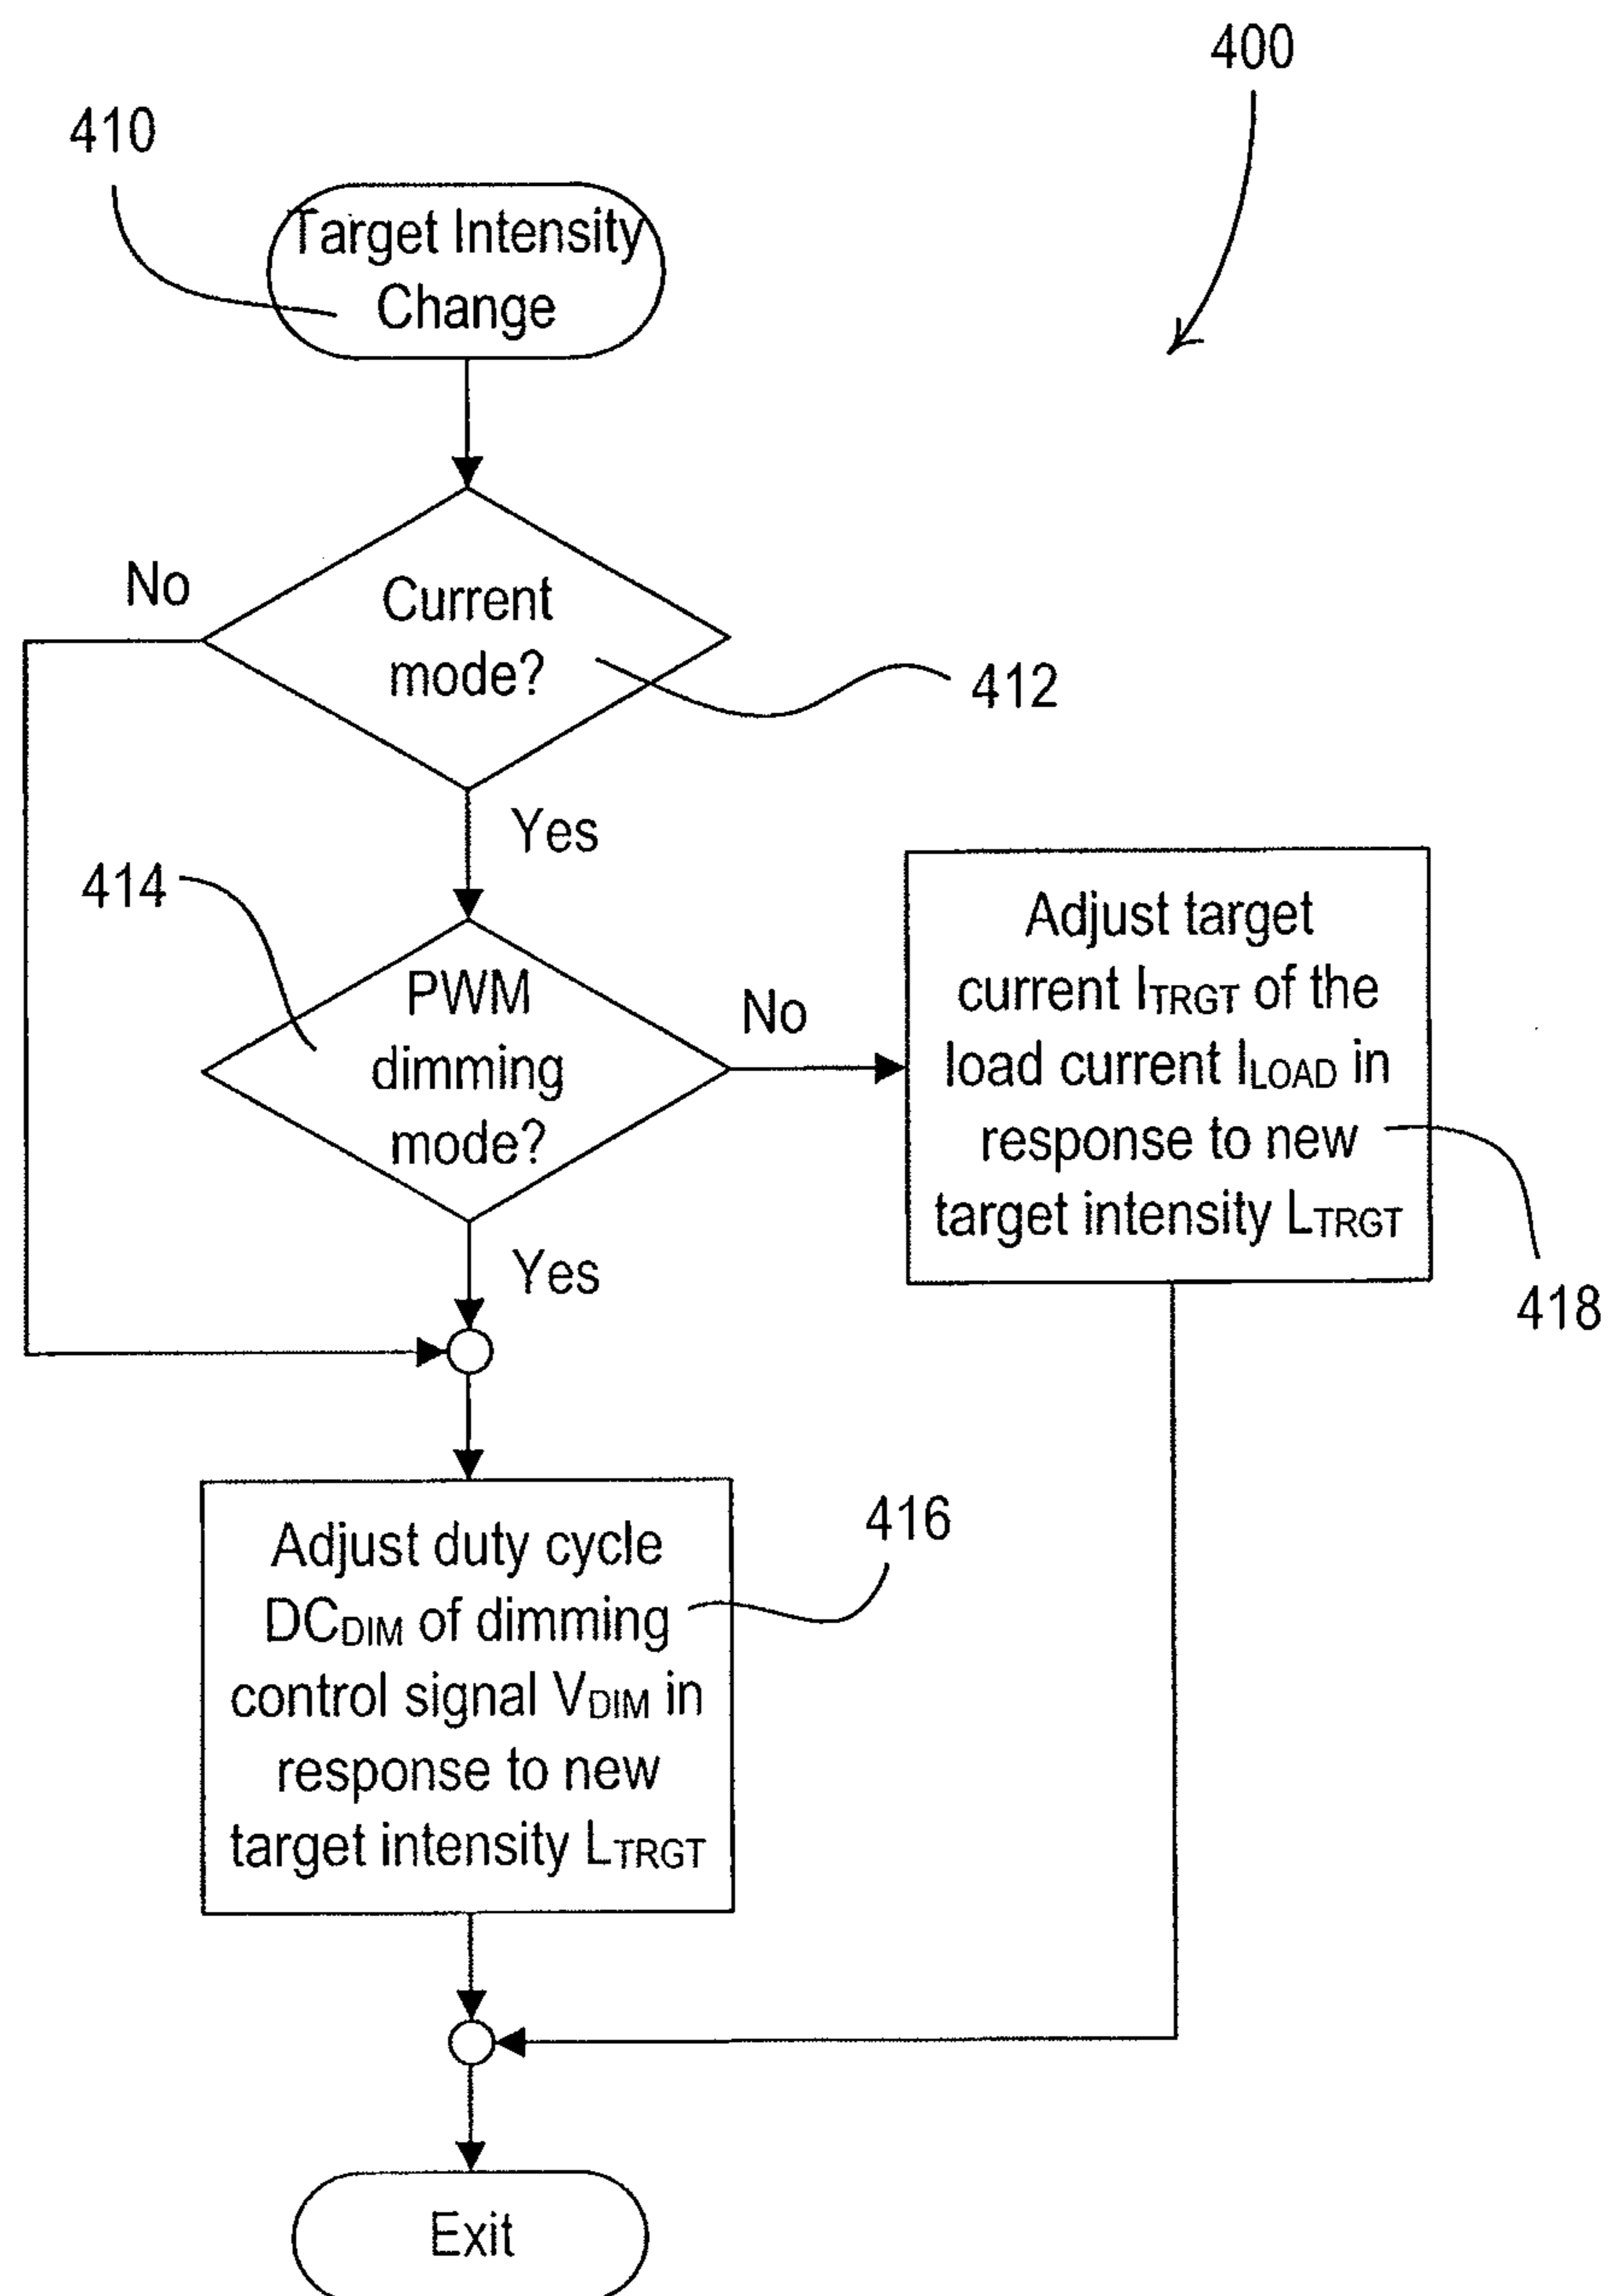 400
410
Target Intensity
Change
No
Current
mode?
412
Yes
414
PWM
dimming
mode?
No
Adjust target
current ITRGT of the
load current ILOAD in
response to new
target intensity LTRGT
418
Yes
416
Adjust duty cycle
DCDIM of dimming
control signal VDIM in
response to new
target intensity LTRGT
Exit